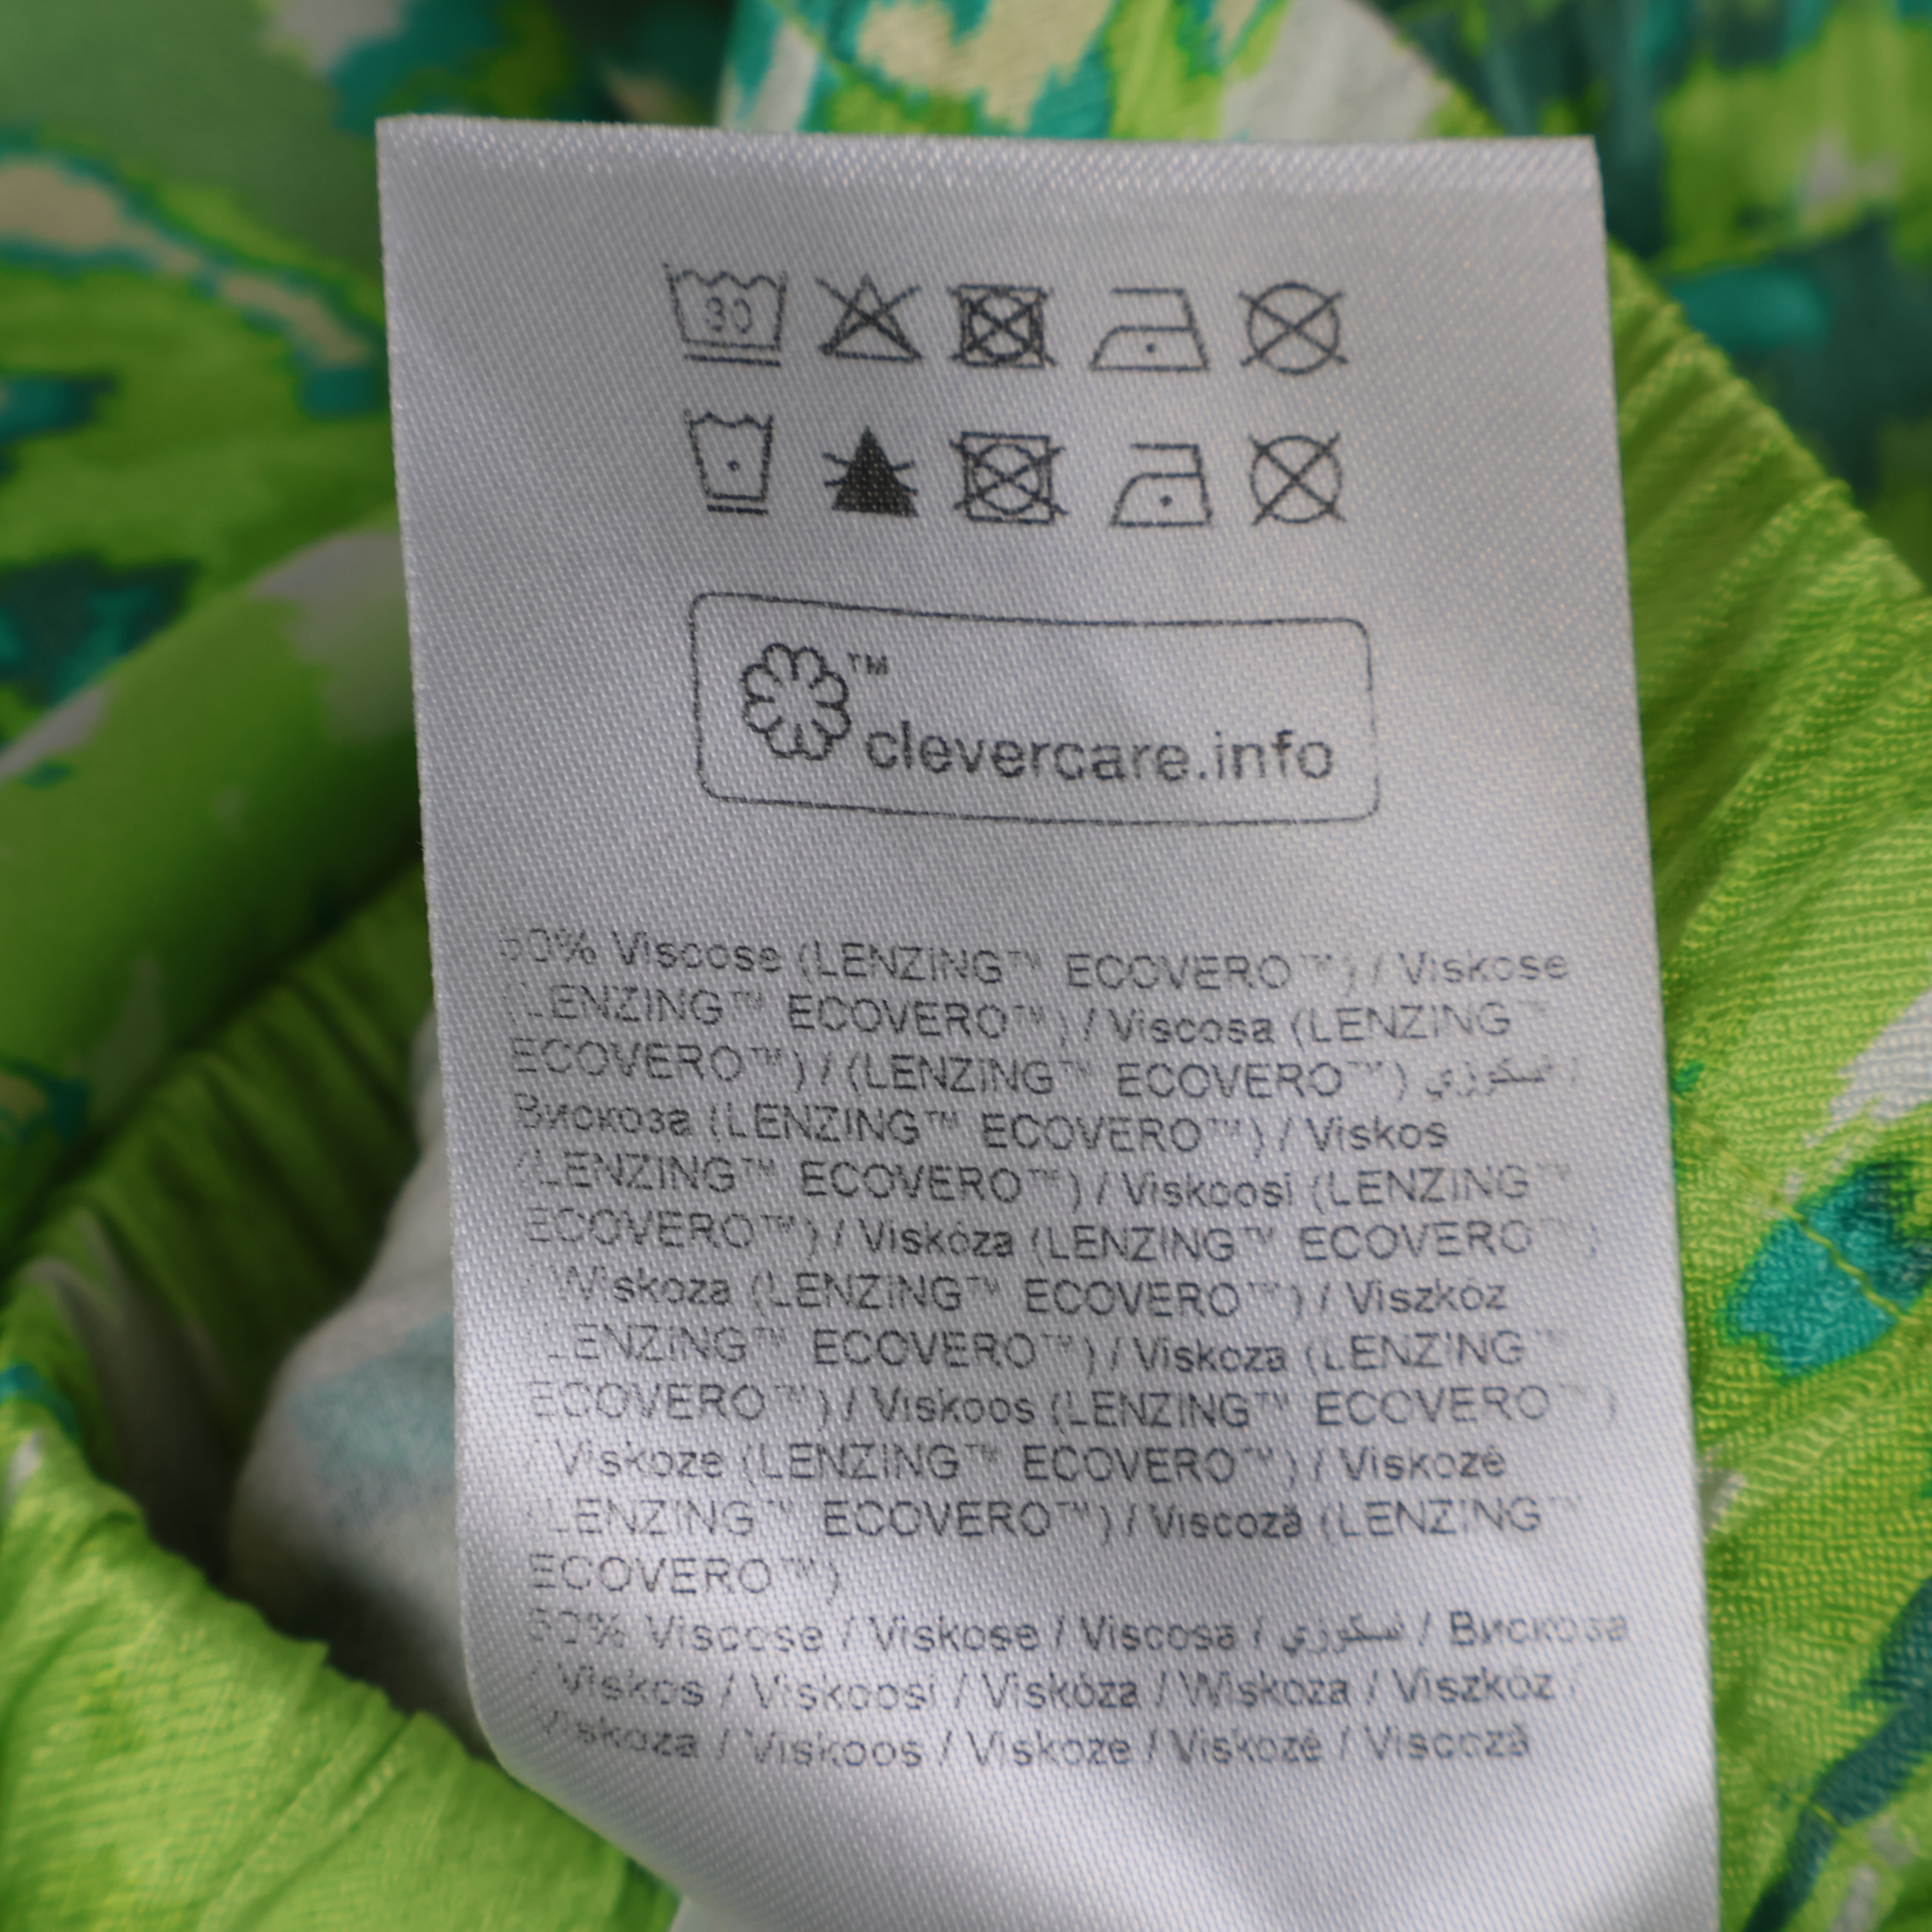 30
™
clevercare.info
50% Viscose (LENZING™ ECOVERO™) / Viskose
(LENZING™ ECOVERO™) / Viscosa (LENZING™
ECOVERO™) / (LENZING™ ECOVERO™) فسكوزي /
Вискоза (LENZING™ ECOVERO™) / Viskos
(LENZING™ ECOVERO™) / Viskoosi (LENZING™
ECOVERO™) / Viskóza (LENZING™ ECOVERO™)
/ Wiskoza (LENZING™ ECOVERO™) / Viszkóz
(LENZING™ ECOVERO™) / Viskoza (LENZING™
ECOVERO™) / Viskoos (LENZING™ ECOVERO™)
/ Viskoze (LENZING™ ECOVERO™) / Viskozė
(LENZING™ ECOVERO™) / Viscoză (LENZING™
ECOVERO™)
50% Viscose / Viskose / Viscosa / فسكوزي / Вискоза
/ Viskos / Viskoosi / Viskóza / Wiskoza / Viszkóz /
Viskoza / Viskoos / Viskoze / Viskozė / Viscoză